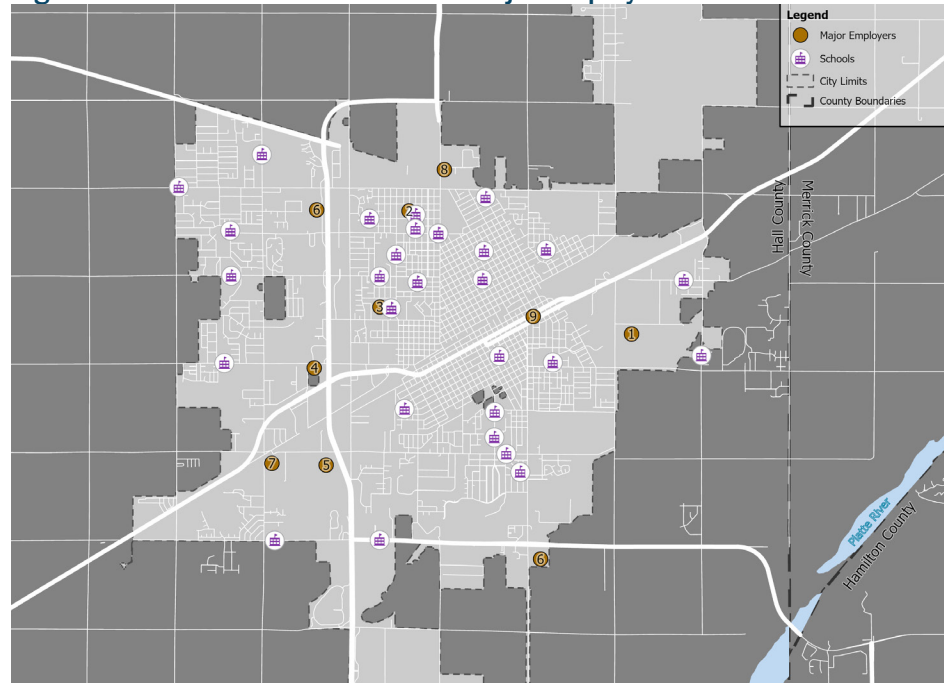 Legend
Major Employers
Schools
City Limits
County Boundaries
8
6
2
Hall County
Merrick County
3
9
1
4
7
5
6
Platte River
Hamilton County